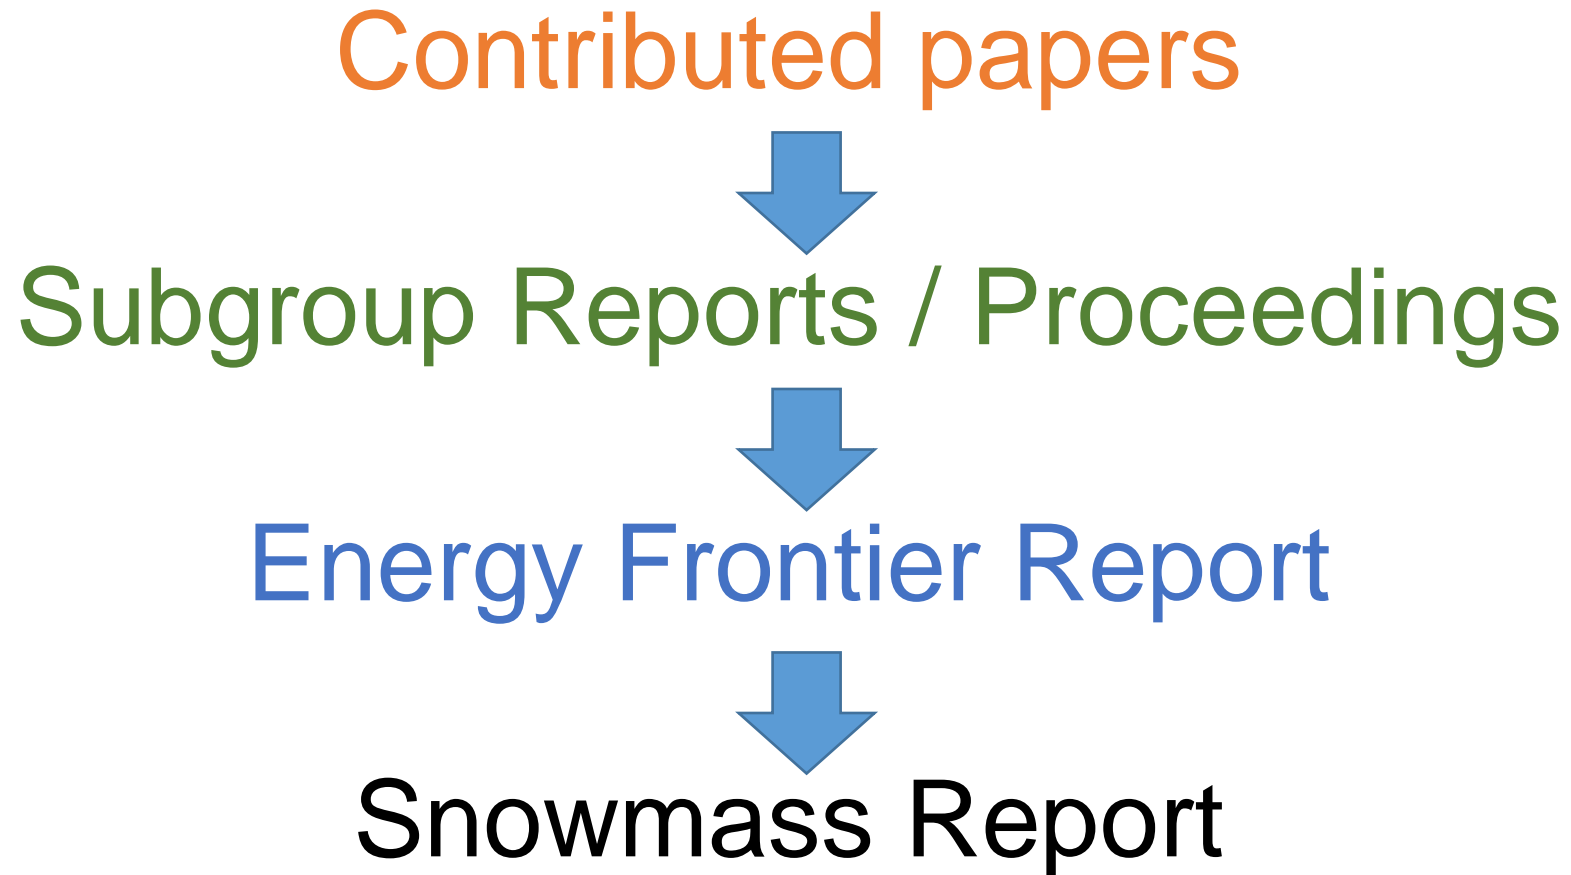 Contributed papers
Subgroup Reports / Proceedings
Energy Frontier Report
Snowmass Report